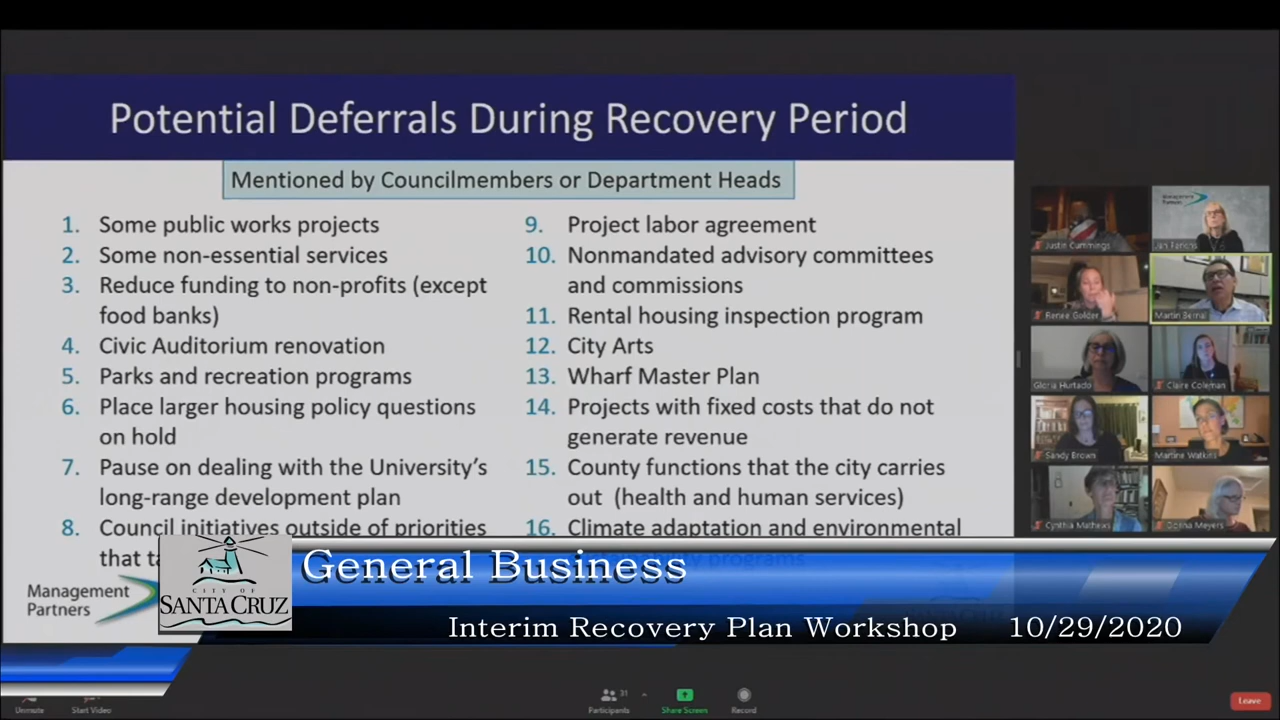 Potential Deferrals During Recovery Period
Mentioned by Councilmembers or Department Heads
1. Some public works projects
2. Some non-essential services
3. Reduce funding to non-profits (except
food banks)
4. Civic Auditorium renovation
5. Parks and recreation programs
6. Place larger housing policy questions
on hold
7. Pause on dealing with the University's
long-range development plan
8. Council initiatives outside of priorities
that
9. Project labor agreement
10. Nonmandated advisory committees
and commissions
11. Rental housing inspection program
12. City Arts
13. Wharf Master Plan
14. Projects with fixed costs that do not
generate revenue
15. County functions that the city carries
out (health and human services)
16. Climate adaptation and environmental
programs
Management
Partners
Management
Partners
Justin Cummings
Jan Perkins
Renee Golder
Martin Bernal
Gloria Hurtado
Claire Coleman
Sandy Brown
Martine Watkins
Cynthia Mathews
Donna Meyers
CITY OF
SANTA CRUZ
General Business
Interim Recovery Plan Workshop 10/29/2020
Unmute
Start Video
31
Participants
Share Screen
Record
Leave